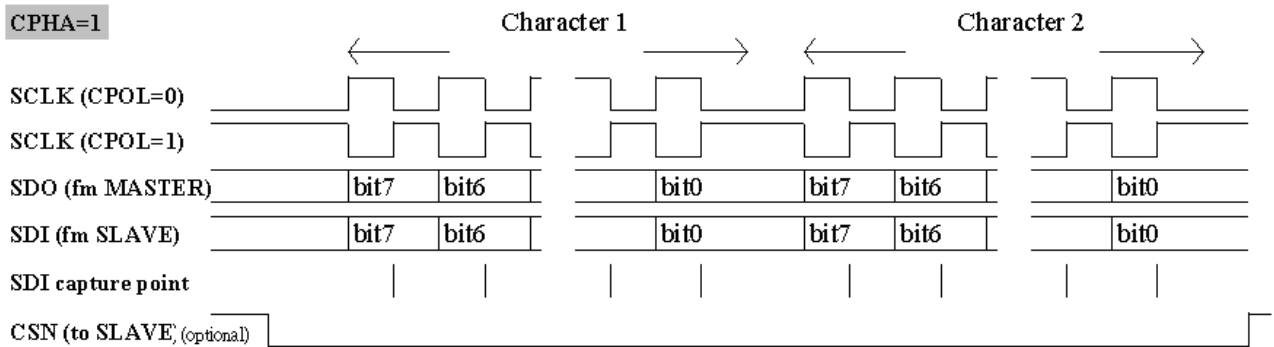 CPHA=1
Character 1 Character 2
SCLK (CPOL=0)
SCLK (CPOL=1)
SDO (fm MASTER) bit7 bit6 bit0 bit7 bit6 bit0
SDI (fm SLAVE) bit7 bit6 bit0 bit7 bit6 bit0
SDI capture point
CSN (to SLAVE) (optional)